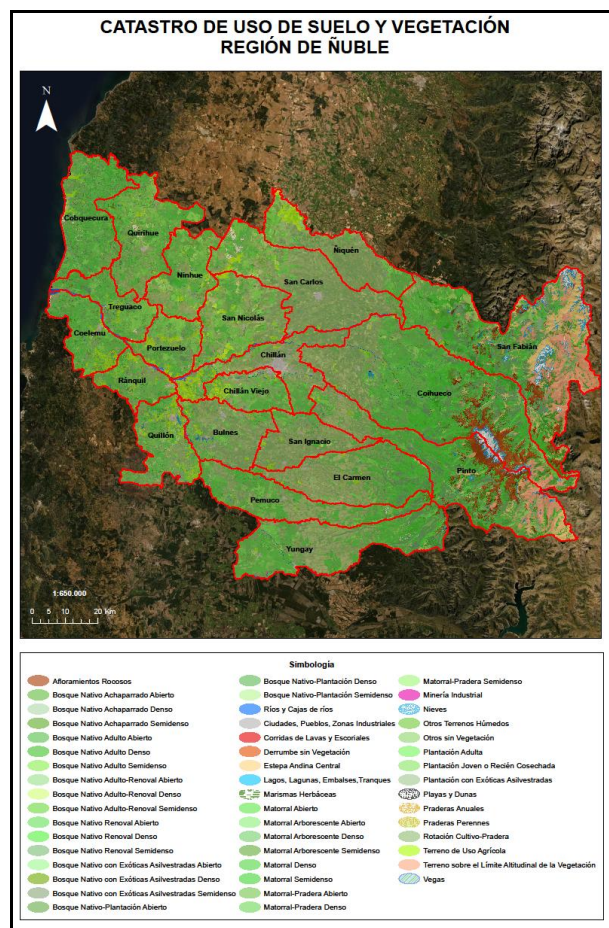 CATASTRO DE USO DE SUELO Y VEGETACIÓN
REGIÓN DE ÑUBLE
N
Cobquecura
Quirihue
Ñiquén
Ninhue
San Carlos
Treguaco
San Nicolás
San Fabián
Coelemu
Portezuelo
Chillán
Ránquil
Chillán Viejo
Coihueco
Quillón
Bulnes
San Ignacio
Pinto
El Carmen
Pemuco
Yungay
1:650.000
0 5 10 20 Km
Simbología
Afloramientos Rocosos
Bosque Nativo Achaparrado Abierto
Bosque Nativo Achaparrado Denso
Bosque Nativo Achaparrado Semidenso
Bosque Nativo Adulto Abierto
Bosque Nativo Adulto Denso
Bosque Nativo Adulto Semidenso
Bosque Nativo Adulto-Renoval Abierto
Bosque Nativo Adulto-Renoval Denso
Bosque Nativo Adulto-Renoval Semidenso
Bosque Nativo Renoval Abierto
Bosque Nativo Renoval Denso
Bosque Nativo Renoval Semidenso
Bosque Nativo con Exóticas Asilvestradas Abierto
Bosque Nativo con Exóticas Asilvestradas Denso
Bosque Nativo con Exóticas Asilvestradas Semidenso
Bosque Nativo-Plantación Abierto
Bosque Nativo-Plantación Denso
Bosque Nativo-Plantación Semidenso
Ríos y Cajas de ríos
Ciudades, Pueblos, Zonas Industriales
Corridas de Lavas y Escoriales
Derrumbe sin Vegetación
Estepa Andina Central
Lagos, Lagunas, Embalses,Tranques
Marismas Herbáceas
Matorral Abierto
Matorral Arborescente Abierto
Matorral Arborescente Denso
Matorral Arborescente Semidenso
Matorral Denso
Matorral Semidenso
Matorral-Pradera Abierto
Matorral-Pradera Denso
Matorral-Pradera Semidenso
Minería Industrial
Nieves
Otros Terrenos Húmedos
Otros sin Vegetación
Plantación Adulta
Plantación Joven o Recién Cosechada
Plantación con Exóticas Asilvestradas
Playas y Dunas
Praderas Anuales
Praderas Perennes
Rotación Cultivo-Pradera
Terreno de Uso Agrícola
Terreno sobre el Límite Altitudinal de la Vegetación
Vegas